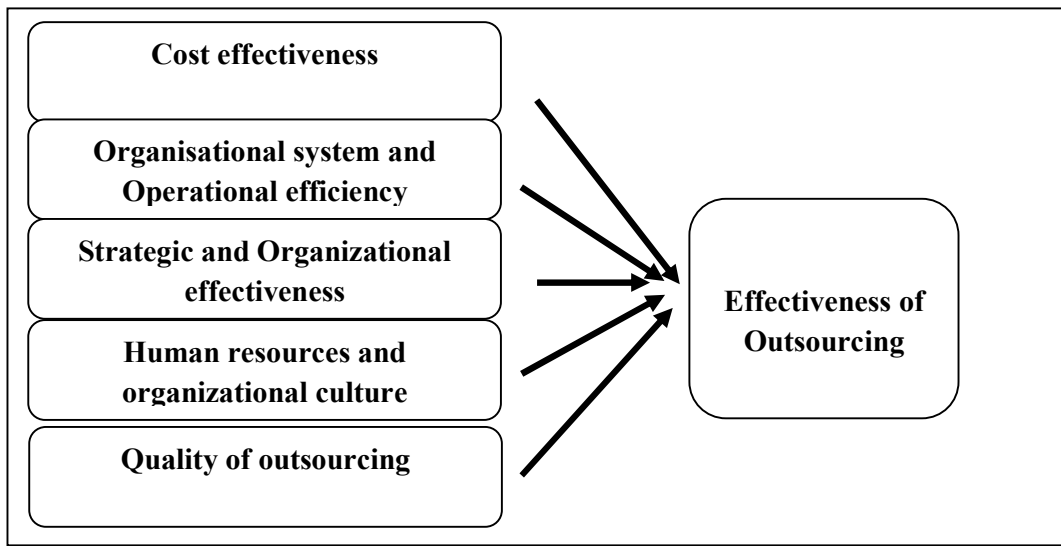 Cost effectiveness
Organisational system and
Operational efficiency
Strategic and Organizational
effectiveness
Human resources and
organizational culture
Quality of outsourcing
Effectiveness of
Outsourcing